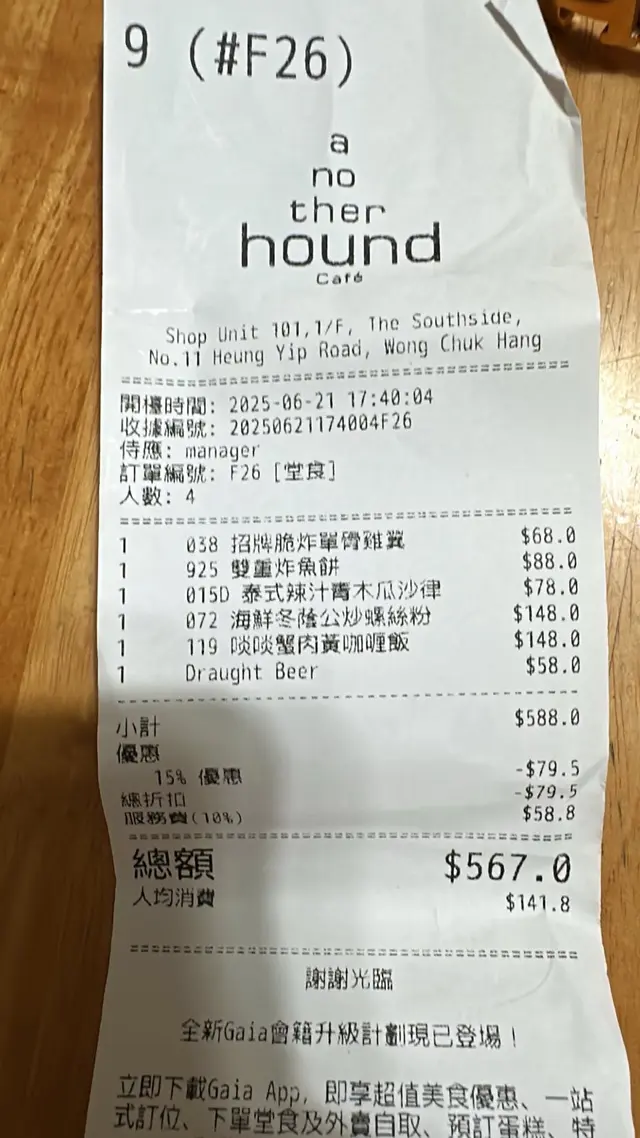 9 (#F26)
a
no
ther
hound
Café
Shop Unit 101,1/F, The Southside,
No.11 Heung Yip Road, Wong Chuk Hang
開檯時間: 2025-06-21 17:40:04
收據編號: 20250621174004F26
侍應: manager
訂單編號: F26 [堂食]
人數: 4
1 038 招牌脆炸單骨雞翼 $68.0
1 925 雙薑炸魚餅 $88.0
1 015D 泰式辣汁青木瓜沙律 $78.0
1 072 海鮮冬蔭公炒螺絲粉 $148.0
1 119 啖啖蟹肉黃咖喱飯 $148.0
1 Draught Beer $58.0
小計 $588.0
優惠
15% 優惠 -$79.5
總折扣 -$79.5
服務費(10%) $58.8
總額 $567.0
人均消費 $141.8
謝謝光臨
全新Gaia會籍升級計劃現已登場！
立即下載Gaia App, 即享超值美食優惠、一站
式訂位、下單堂食及外賣自取、預訂蛋糕、特